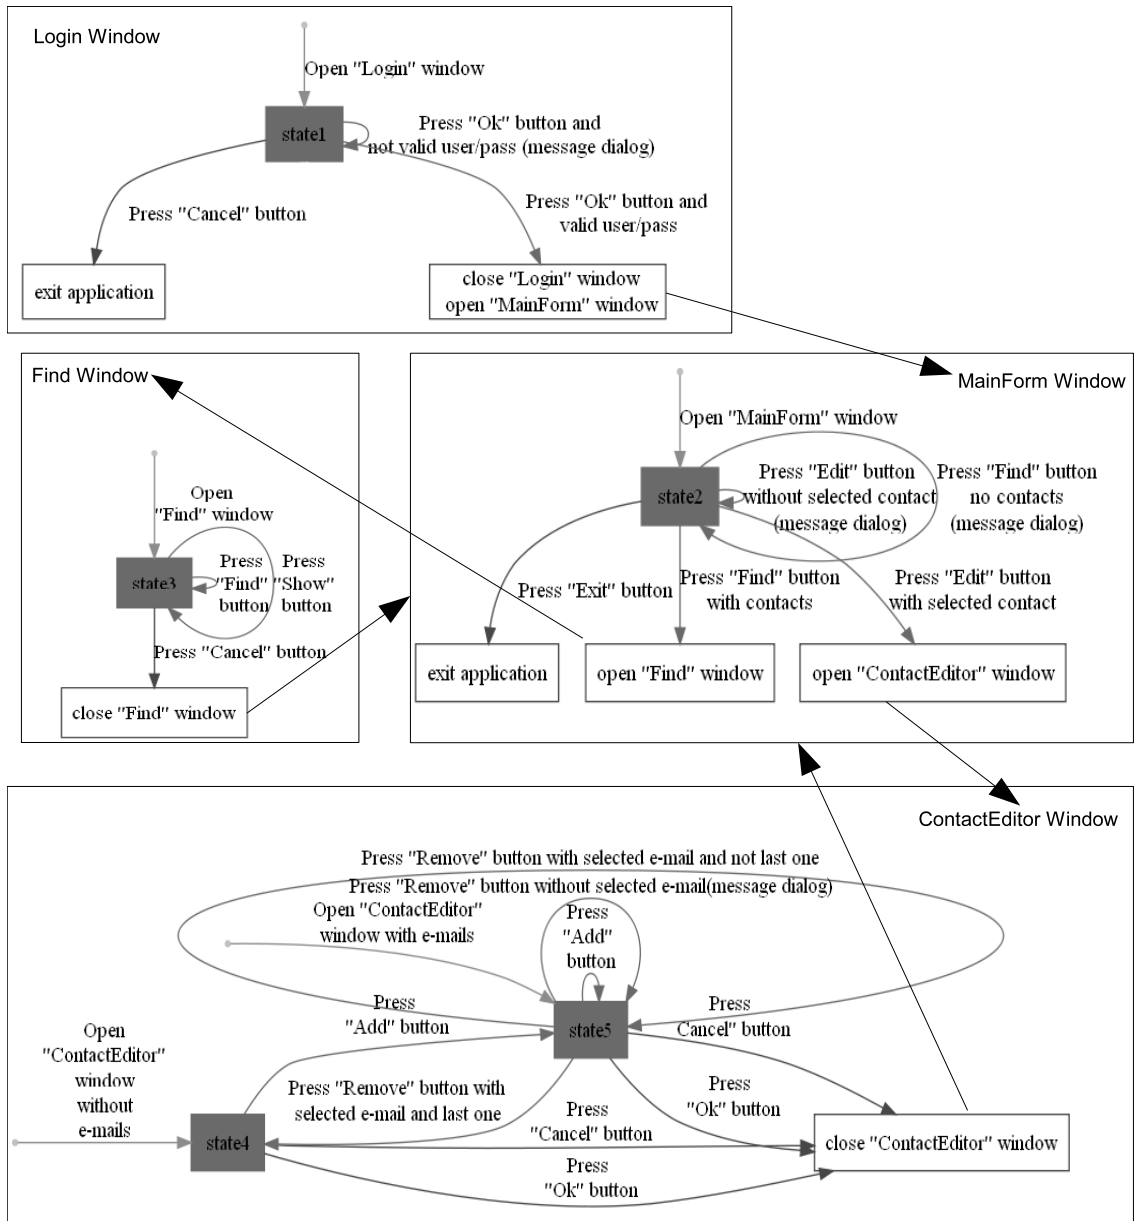 Login Window
Open "Login" window
state1
Press "Ok" button and
not valid user/pass (message dialog)
Press "Cancel" button
Press "Ok" button and
valid user/pass
exit application
close "Login" window
open "MainForm" window
Find Window
Open
"Find" window
state3
Press
"Find"
button
Press
"Show"
button
Press "Cancel" button
close "Find" window
MainForm Window
Open "MainForm" window
state2
Press "Edit" button
without selected contact
(message dialog)
Press "Find" button
no contacts
(message dialog)
Press "Exit" button
Press "Find" button
with contacts
Press "Edit" button
with selected contact
exit application
open "Find" window
open "ContactEditor" window
ContactEditor Window
Press "Remove" button with selected e-mail and not last one
Press "Remove" button without selected e-mail(message dialog)
Open "ContactEditor"
window with e-mails
Press
"Add"
button
Press
"Add" button
state5
Press
Cancel" button
Open
"ContactEditor"
window
without
e-mails
Press "Remove" button with
selected e-mail and last one
Press
"Ok" button
Press
"Cancel" button
state4
close "ContactEditor" window
Press
"Ok" button